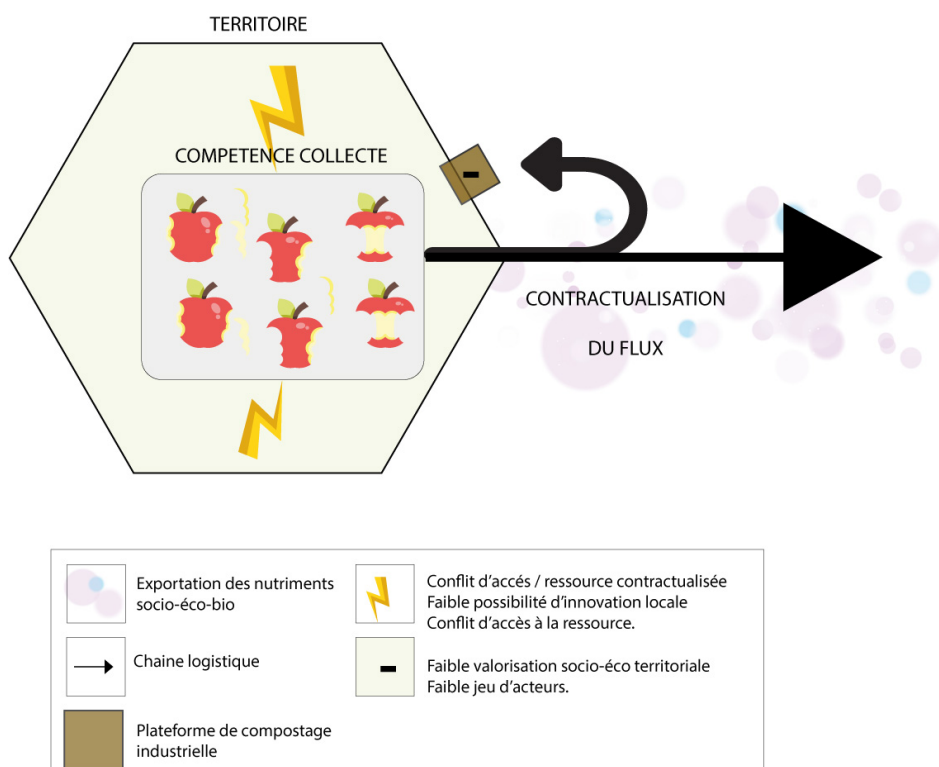 TERRITOIRE
COMPETENCE COLLECTE
CONTRACTUALISATION
DU FLUX
Exportation des nutriments
socio-éco-bio
Chaine logistique
Plateforme de compostage
industrielle
Conflit d'accés / ressource contractualisée
Faible possibilité d'innovation locale
Conflit d'accès à la ressource.
Faible valorisation socio-éco territoriale
Faible jeu d'acteurs.